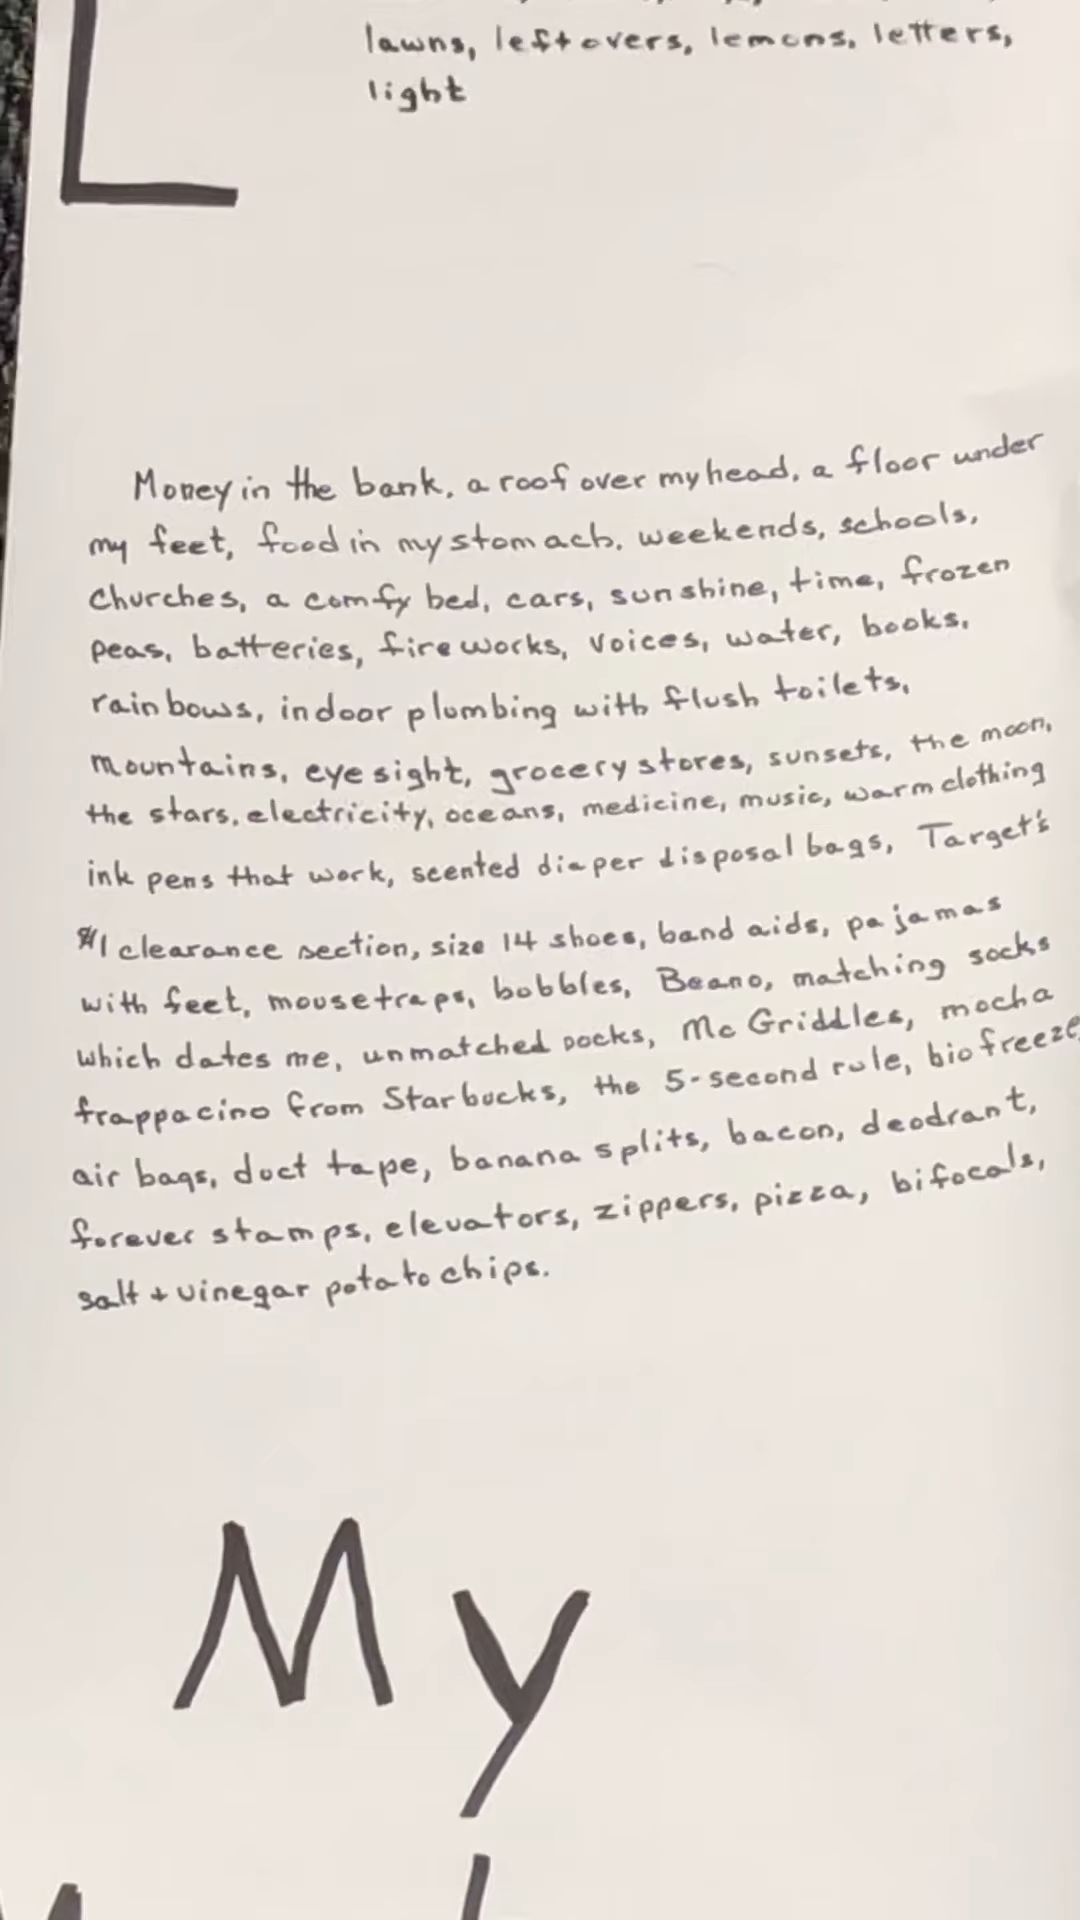 L
lawns, leftovers, lemons, letters,
light
Money in the bank, a roof over my head, a floor under
my feet, food in my stomach, weekends, schools,
churches, a comfy bed, cars, sunshine, time, frozen
peas, batteries, fireworks, voices, water, books,
rainbows, indoor plumbing with flush toilets,
mountains, eyesight, grocery stores, sunsets, the moon,
the stars, electricity, oceans, medicine, music, warm clothing
ink pens that work, scented diaper disposal bags, Target's
$1 clearance section, size 14 shoes, band aids, pajamas
with feet, mousetraps, bobbles, Beano, matching socks
which dates me, unmatched socks, McGriddles, mocha
frappacino from Starbucks, the 5-second rule, biofreeze,
air bags, duct tape, banana splits, bacon, deodrant,
forever stamps, elevators, zippers, pizza, bifocals,
salt + vinegar potato chips.
My